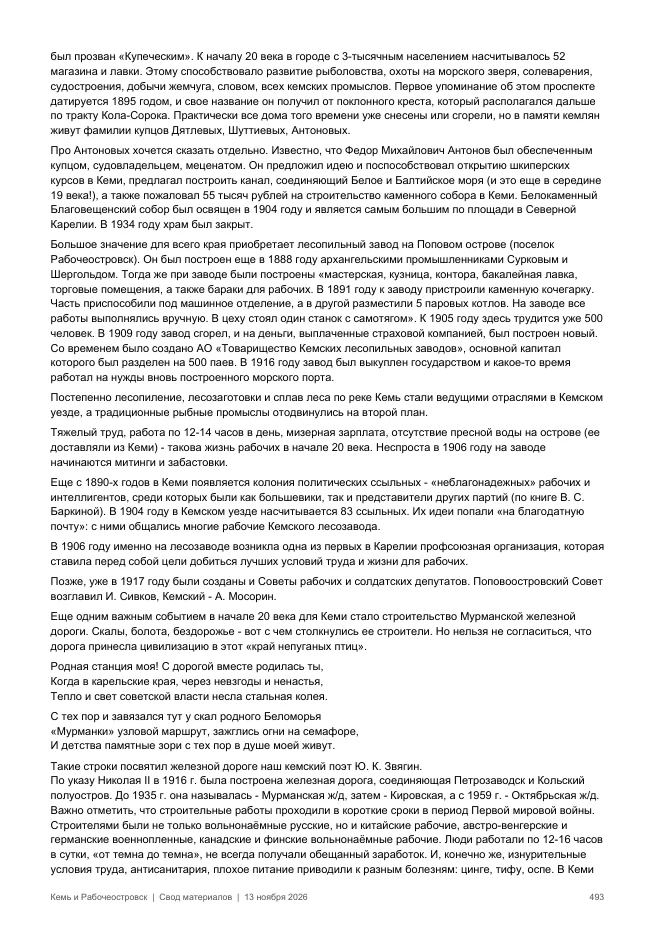 был прозван «Купеческим». К началу 20 века в городе с 3-тысячным населением насчитывалось 52
магазина и лавки. Этому способствовало развитие рыболовства, охоты на морского зверя, солеварения,
судостроения, добычи жемчуга, словом, всех кемских промыслов. Первое упоминание об этом проспекте
датируется 1895 годом, и свое название он получил от поклонного креста, который располагался дальше
по тракту Кола-Сорока. Практически все дома того времени уже снесены или сгорели, но в памяти кемлян
живут фамилии купцов Дятлевых, Шуттиевых, Антоновых.
Про Антоновых хочется сказать отдельно. Известно, что Федор Михайлович Антонов был обеспеченным
купцом, судовладельцем, меценатом. Он предложил идею и поспособствовал открытию шкиперских
курсов в Кеми, предлагал построить канал, соединяющий Белое и Балтийское моря (и это еще в середине
19 века!), а также пожаловал 55 тысяч рублей на строительство каменного собора в Кеми. Белокаменный
Благовещенский собор был освящен в 1904 году и является самым большим по площади в Северной
Карелии. В 1934 году храм был закрыт.
Большое значение для всего края приобретает лесопильный завод на Поповом острове (поселок
Рабочеостровск). Он был построен еще в 1888 году архангельскими промышленниками Сурковым и
Шергольдом. Тогда же при заводе были построены «мастерская, кузница, контора, бакалейная лавка,
торговые помещения, а также бараки для рабочих. В 1891 году к заводу пристроили каменную кочегарку.
Часть приспособили под машинное отделение, а в другой разместили 5 паровых котлов. На заводе все
работы выполнялись вручную. В цеху стоял один станок с самотягом». К 1905 году здесь трудится уже 500
человек. В 1909 году завод сгорел, и на деньги, выплаченные страховой компанией, был построен новый.
Со временем было создано АО «Товарищество Кемских лесопильных заводов», основной капитал
которого был разделен на 500 паев. В 1916 году завод был выкуплен государством и какое-то время
работал на нужды вновь построенного морского порта.
Постепенно лесопиление, лесозаготовки и сплав леса по реке Кемь стали ведущими отраслями в Кемском
уезде, а традиционные рыбные промыслы отодвинулись на второй план.
Тяжелый труд, работа по 12-14 часов в день, мизерная зарплата, отсутствие пресной воды на острове (ее
доставляли из Кеми) - такова жизнь рабочих в начале 20 века. Неспроста в 1906 году на заводе
начинаются митинги и забастовки.
Еще с 1890-х годов в Кеми появляется колония политических ссыльных - «неблагонадежных» рабочих и
интеллигентов, среди которых были как большевики, так и представители других партий (по книге В. С.
Баркиной). В 1904 году в Кемском уезде насчитывается 83 ссыльных. Их идеи попали «на благодатную
почту»: с ними общались многие рабочие Кемского лесозавода.
В 1906 году именно на лесозаводе возникла одна из первых в Карелии профсоюзная организация, которая
ставила перед собой цели добиться лучших условий труда и жизни для рабочих.
Позже, уже в 1917 году были созданы и Советы рабочих и солдатских депутатов. Поповоостровский Совет
возглавил И. Сивков, Кемский - А. Мосорин.
Еще одним важным событием в начале 20 века для Кеми стало строительство Мурманской железной
дороги. Скалы, болота, бездорожье - вот с чем столкнулись ее строители. Но нельзя не согласиться, что
дорога принесла цивилизацию в этот «край непуганых птиц».
Родная станция моя! С дорогой вместе родилась ты,
Когда в карельские края, через невзгоды и ненастья,
Тепло и свет советской власти несла стальная колея.
С тех пор и завязался тут у скал родного Беломорья
«Мурманки» узловой маршрут, зажглись огни на семафоре,
И детства памятные зори с тех пор в душе моей живут.
Такие строки посвятил железной дороге наш кемский поэт Ю. К. Звягин.
По указу Николая II в 1916 г. была построена железная дорога, соединяющая Петрозаводск и Кольский
полуостров. До 1935 г. она называлась - Мурманская ж/д, затем - Кировская, а с 1959 г. - Октябрьская ж/д.
Важно отметить, что строительные работы проходили в короткие сроки в период Первой мировой войны.
Строителями были не только вольнонаёмные русские, но и китайские рабочие, австро-венгерские и
германские военнопленные, канадские и финские вольнонаёмные рабочие. Люди работали по 12-16 часов
в сутки, «от темна до темна», не всегда получали обещанный заработок. И, конечно же, изнурительные
условия труда, антисанитария, плохое питание приводили к разным болезням: цинге, тифу, оспе. В Кеми
Кемь и Рабочеостровск | Свод материалов | 13 ноября 2026
493